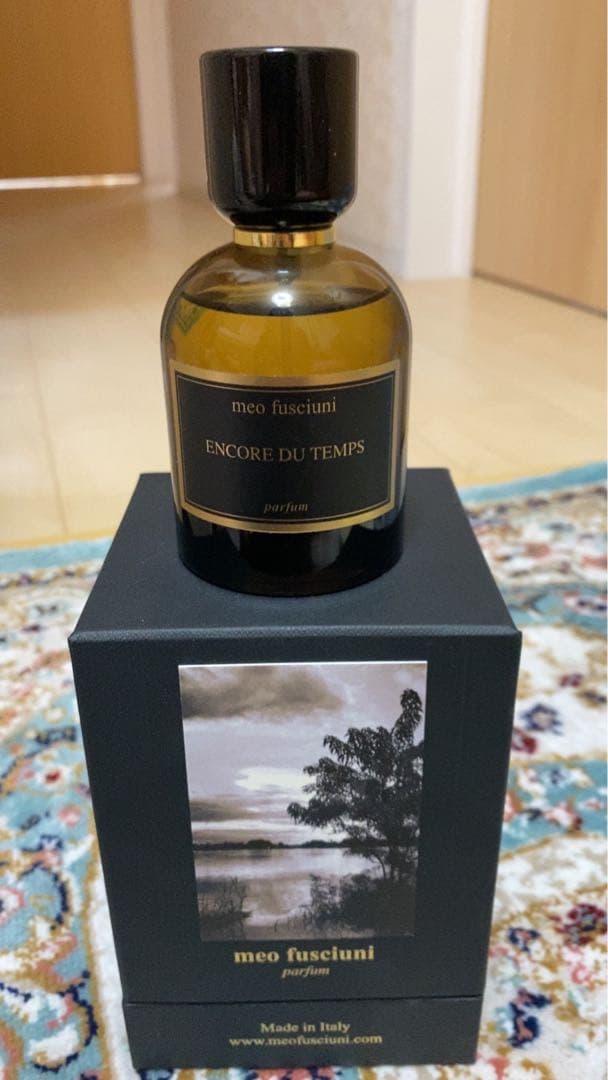 meo fusciuni
ENCORE DU TEMPS
parfum
meo fusciuni
parfum
Made in Italy
www.meofusciuni.com